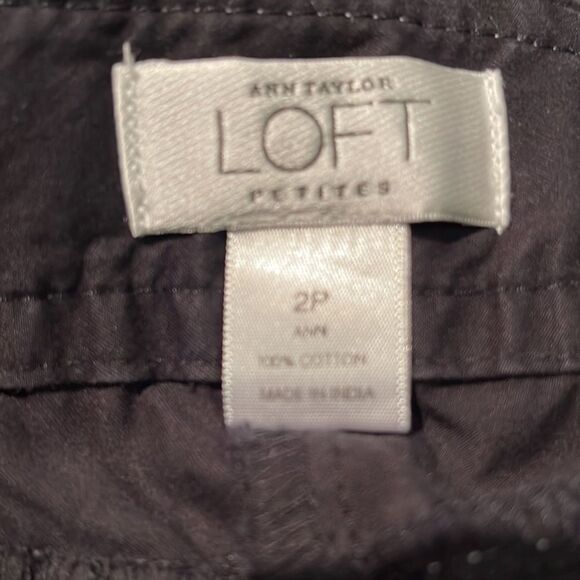 ANN TAYLOR
LOFT
PETITES
2P
ANN
100% COTTON
MADE IN INDIA